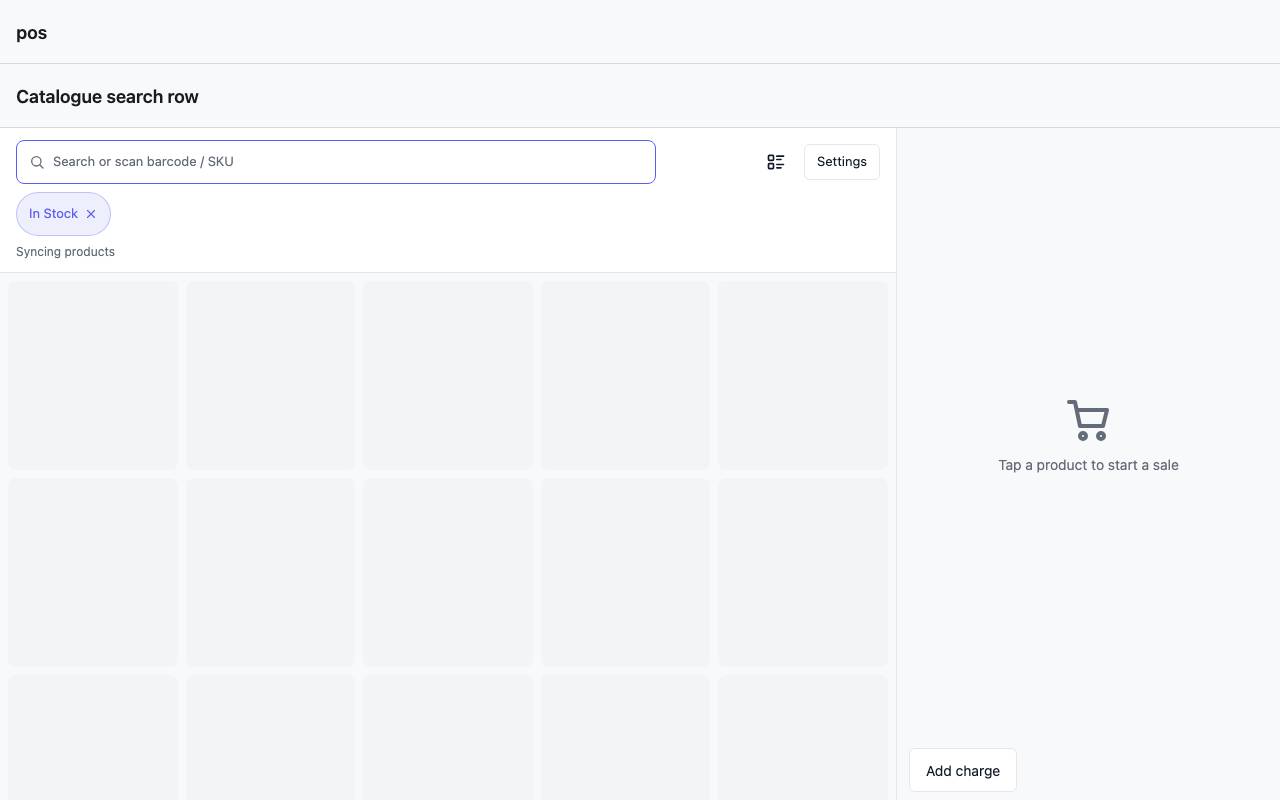 pos
Catalogue search row
Search or scan barcode / SKU
Settings
In Stock
Syncing products
Tap a product to start a sale
Add charge